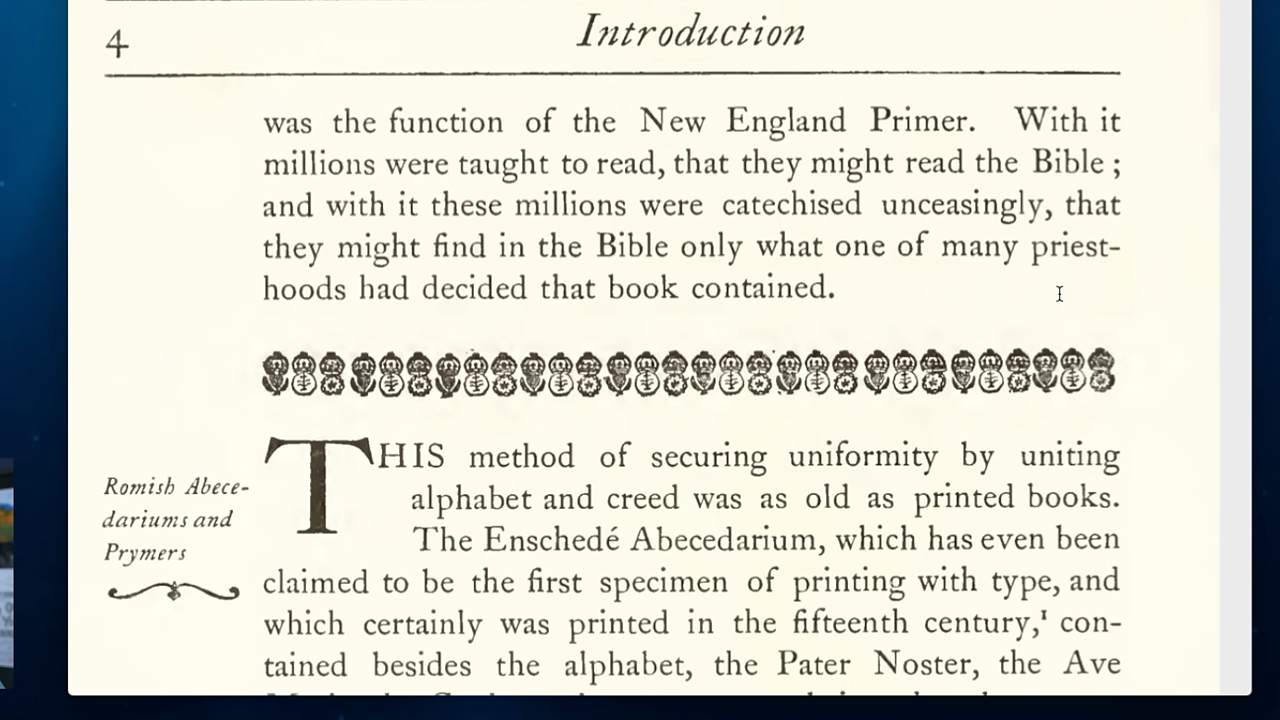 4
Introduction
was the function of the New England Primer. With it
millions were taught to read, that they might read the Bible ;
and with it these millions were catechised unceasingly, that
they might find in the Bible only what one of many priest-
hoods had decided that book contained.
Romish Abece-
dariums and
Prymers
THIS method of securing uniformity by uniting
alphabet and creed was as old as printed books.
The Enschedé Abecedarium, which has even been
claimed to be the first specimen of printing with type, and
which certainly was printed in the fifteenth century,¹ con-
tained besides the alphabet, the Pater Noster, the Ave